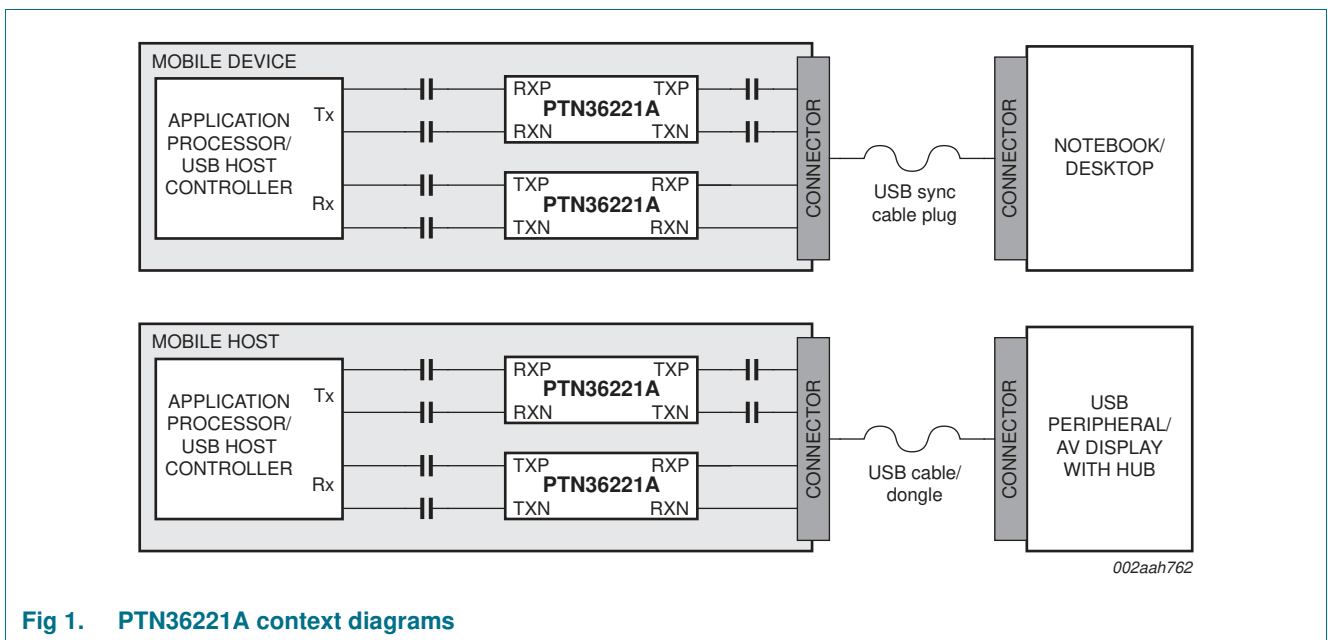 MOBILE DEVICE
APPLICATION
PROCESSOR/
USB HOST
CONTROLLER
Tx
Rx
RXP TXP
PTN36221A
RXN TXN
TXP RXP
PTN36221A
TXN RXN
CONNECTOR
USB sync
cable plug
CONNECTOR
NOTEBOOK/
DESKTOP
MOBILE HOST
APPLICATION
PROCESSOR/
USB HOST
CONTROLLER
Tx
Rx
RXP TXP
PTN36221A
RXN TXN
TXP RXP
PTN36221A
TXN RXN
CONNECTOR
USB cable/
dongle
CONNECTOR
USB
PERIPHERAL/
AV DISPLAY
WITH HUB
002aah762
Fig 1. PTN36221A context diagrams